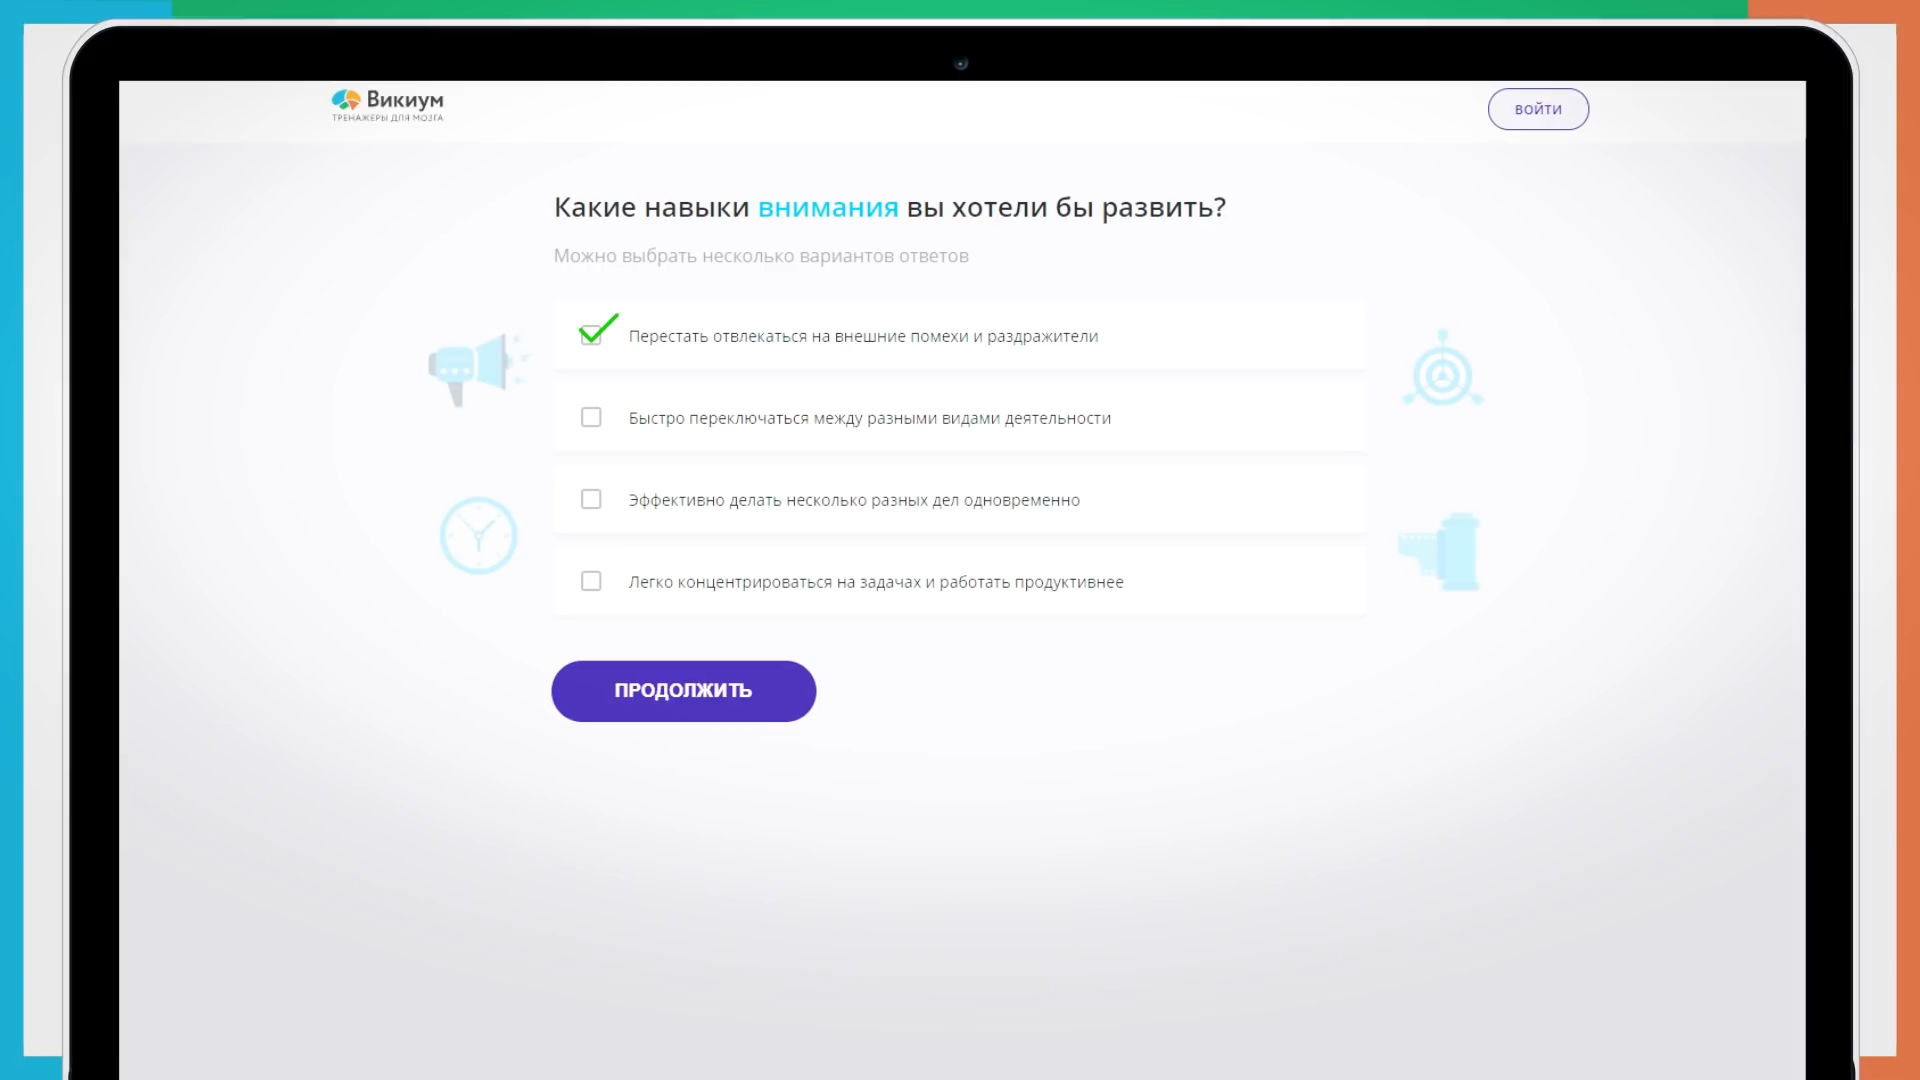 Викиум
ТРЕНАЖЕРЫ ДЛЯ МОЗГА
ВОЙТИ
Какие навыки внимания вы хотели бы развить?
Можно выбрать несколько вариантов ответов
Перестать отвлекаться на внешние помехи и раздражители
Быстро переключаться между разными видами деятельности
Эффективно делать несколько разных дел одновременно
Легко концентрироваться на задачах и работать продуктивнее
ПРОДОЛЖИТЬ